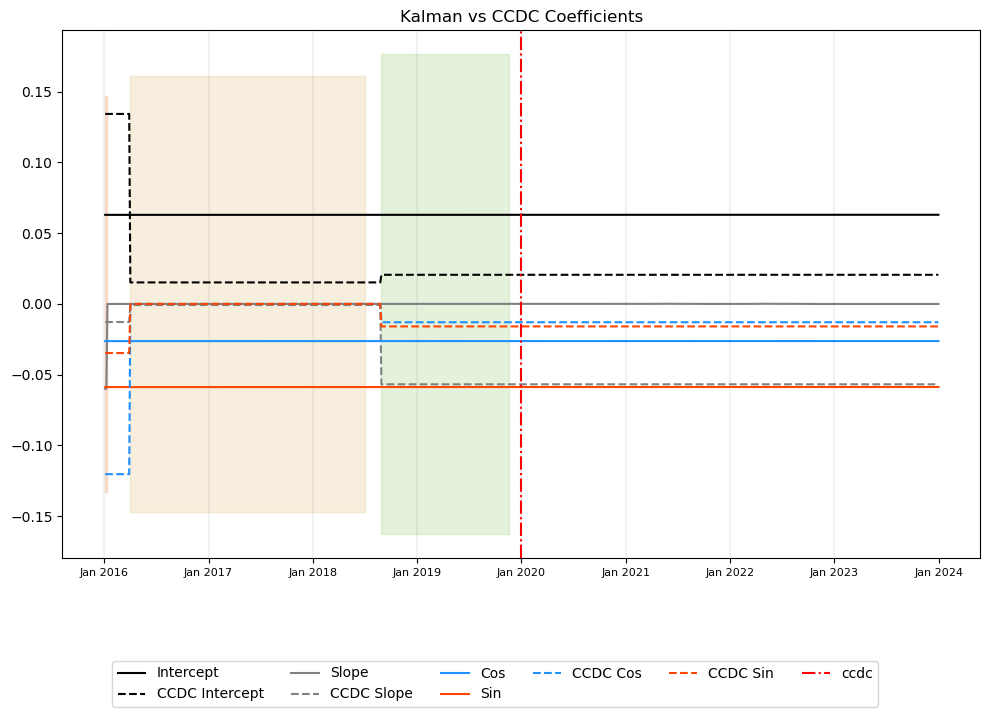 Kalman vs CCDC Coefficients
0.15
0.10
0.05
0.00
−0.05
−0.10
−0.15
Jan 2016 Jan 2017 Jan 2018 Jan 2019 Jan 2020 Jan 2021 Jan 2022 Jan 2023 Jan 2024
Intercept Slope Cos CCDC Cos CCDC Sin ccdc
CCDC Intercept CCDC Slope Sin